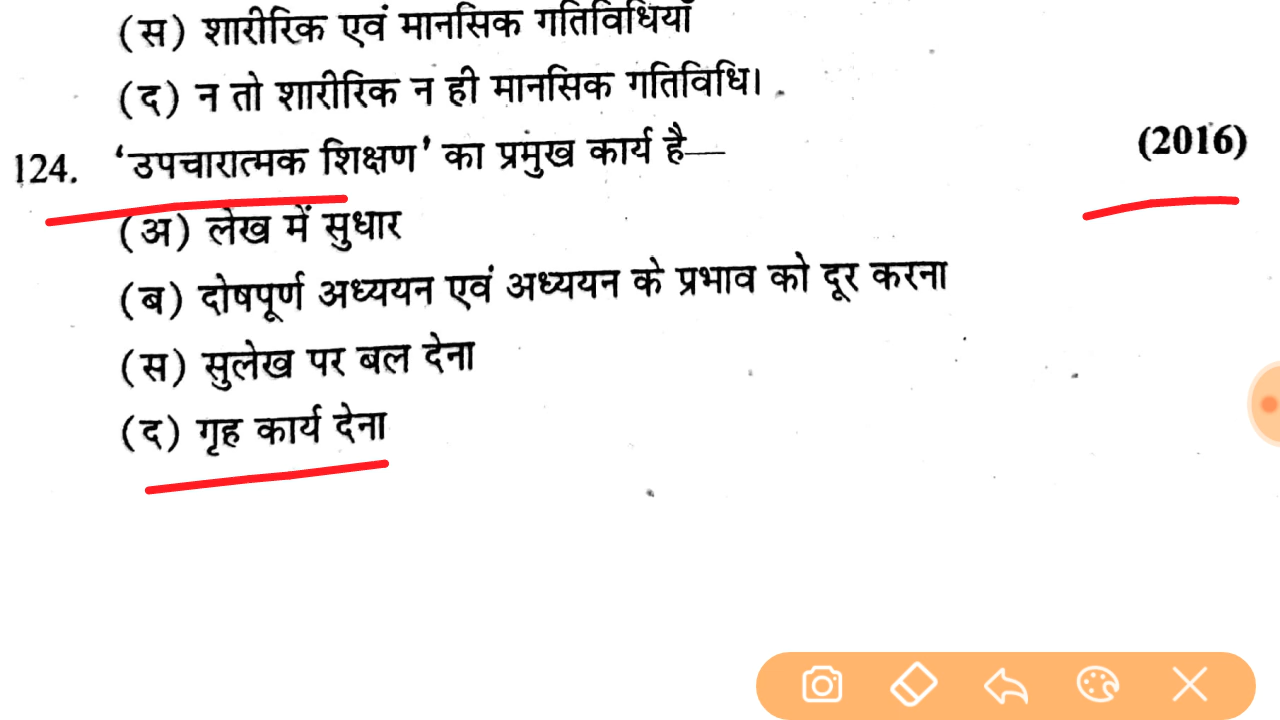 (स) शारीरिक एवं मानसिक गतिविधियाँ
(द) न तो शारीरिक न ही मानसिक गतिविधि।
124. 'उपचारात्मक शिक्षण' का प्रमुख कार्य है— (2016)
(अ) लेख में सुधार
(ब) दोषपूर्ण अध्ययन एवं अध्ययन के प्रभाव को दूर करना
(स) सुलेख पर बल देना
(द) गृह कार्य देना